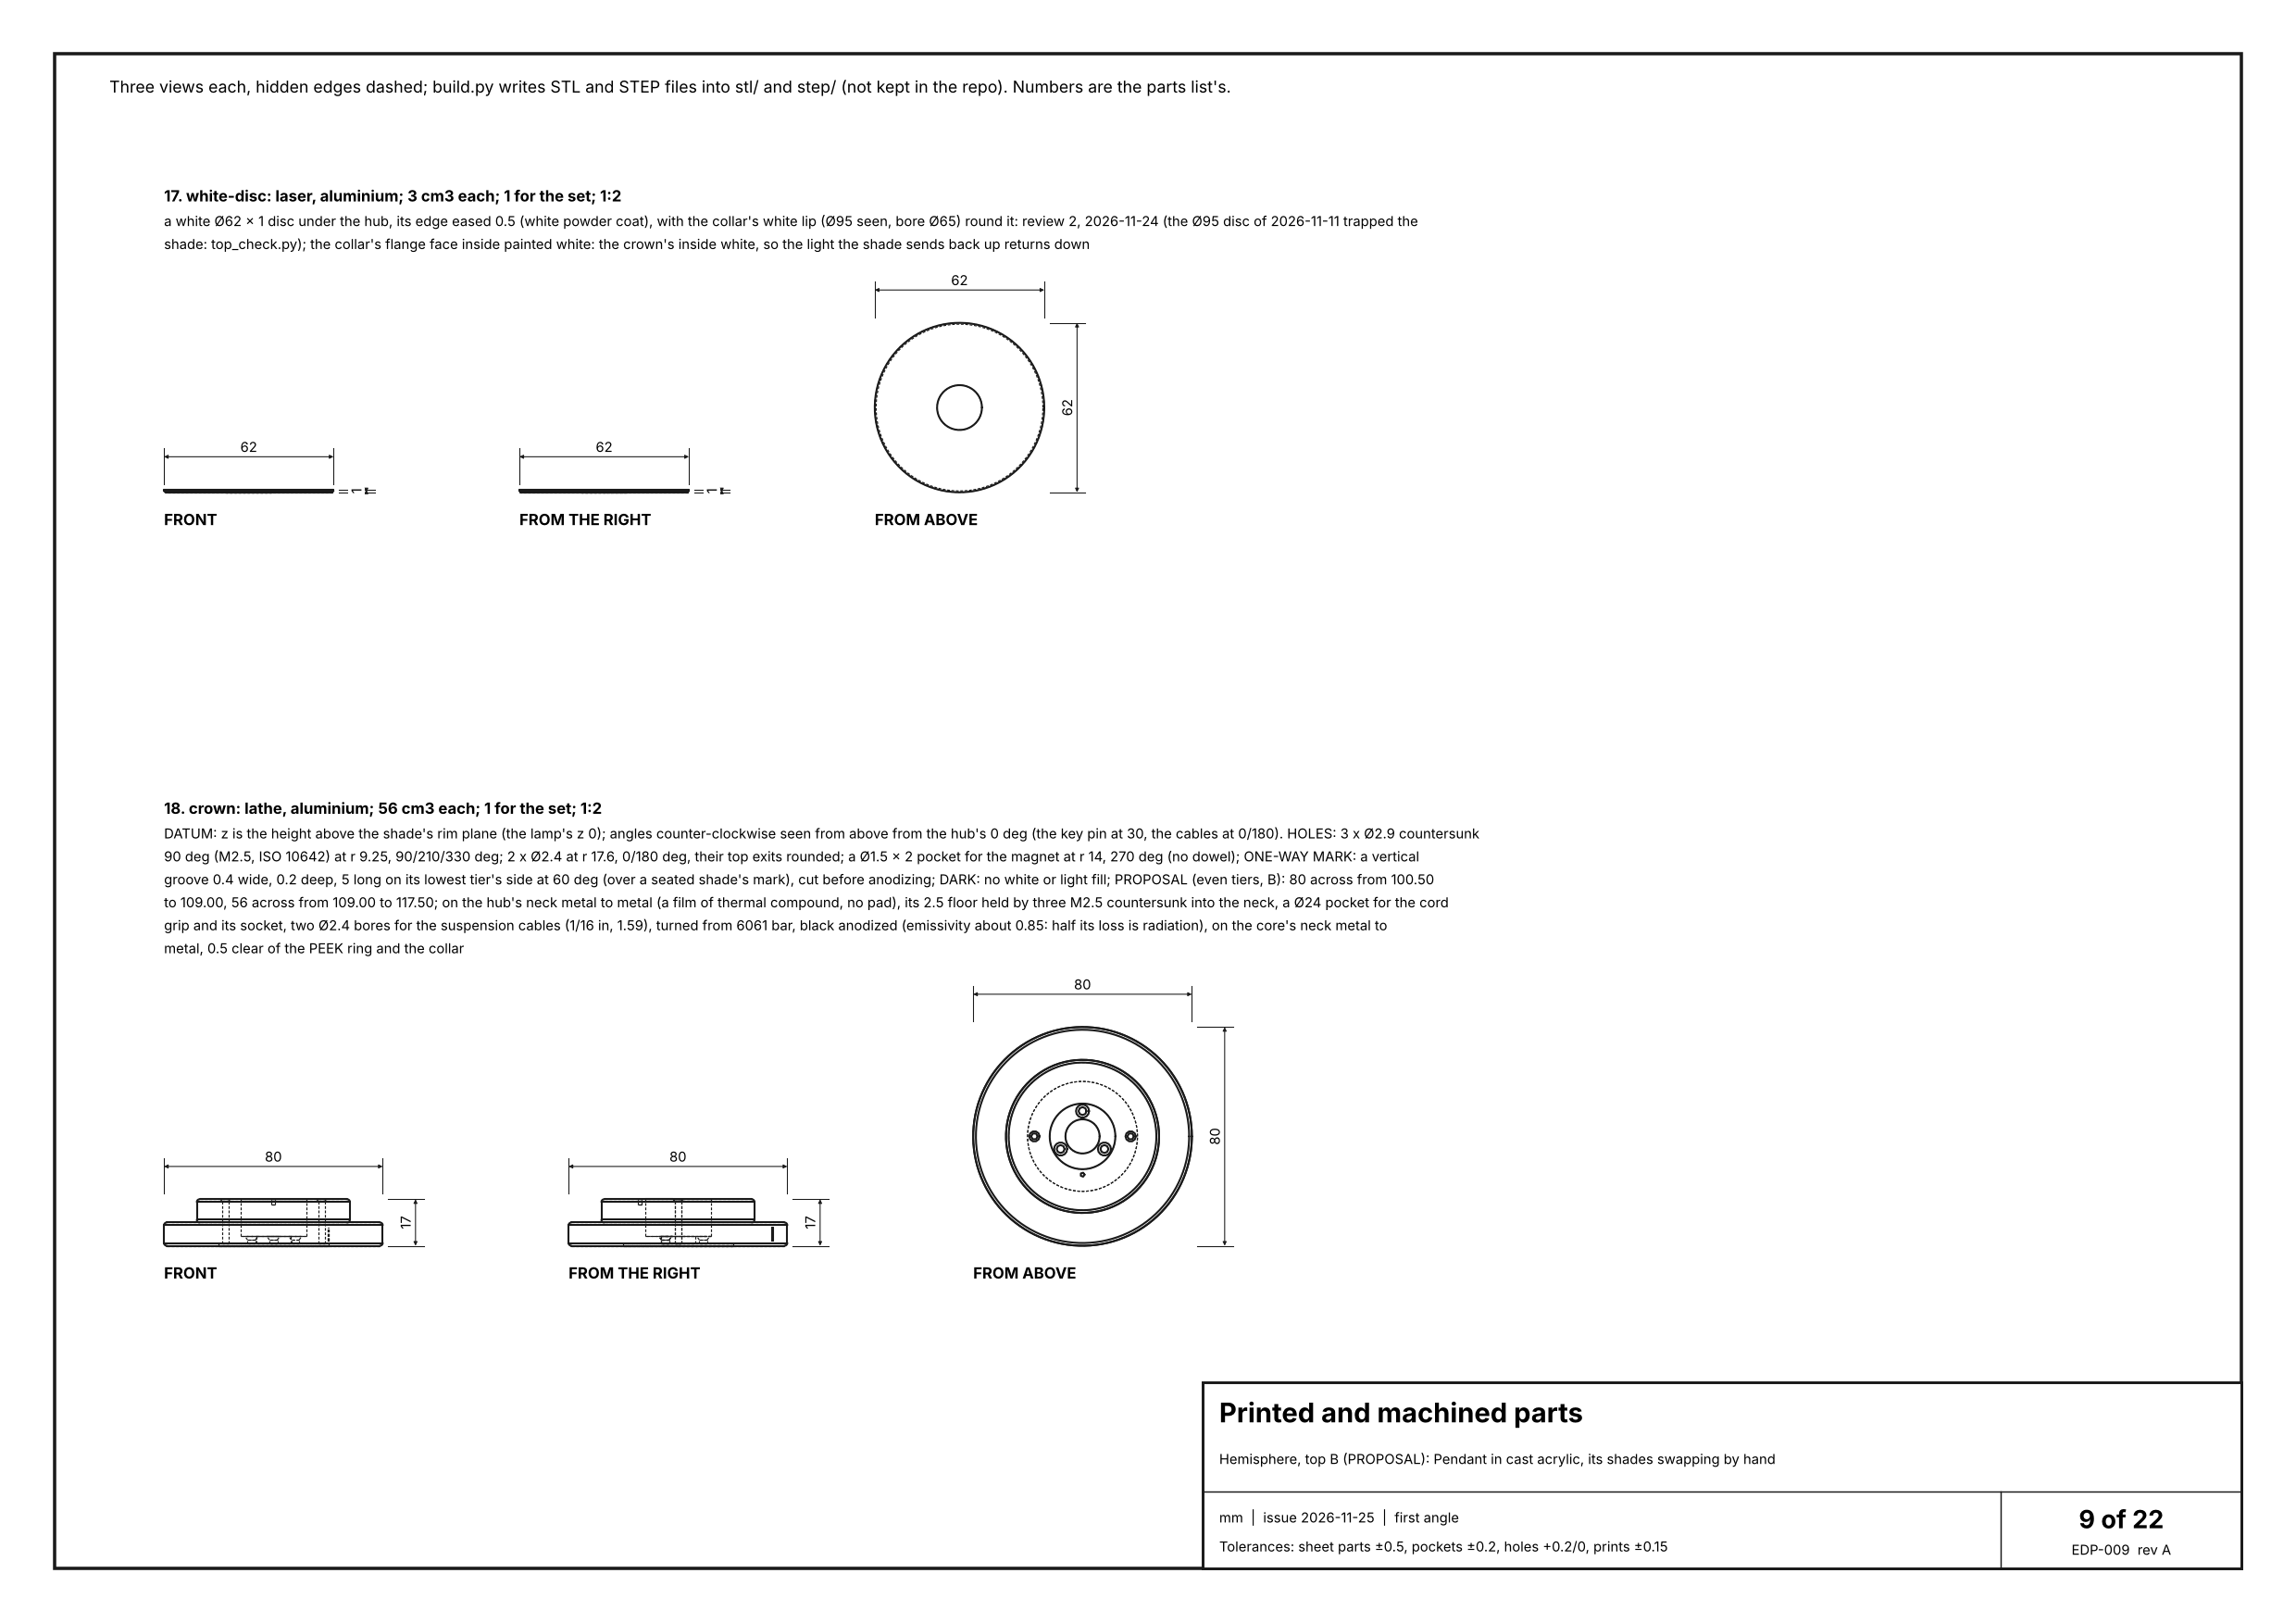 Three views each, hidden edges dashed; build.py writes STL and STEP files into stl/ and step/ (not kept in the repo). Numbers are the parts list's.
17. white-disc: laser, aluminium; 3 cm3 each; 1 for the set; 1:2
a white Ø62 × 1 disc under the hub, its edge eased 0.5 (white powder coat), with the collar's white lip (Ø95 seen, bore Ø65) round it: review 2, 2026-11-24 (the Ø95 disc of 2026-11-11 trapped the
shade: top_check.py); the collar's flange face inside painted white: the crown's inside white, so the light the shade sends back up returns down
62
62
62
1
62
1
FRONT
FROM THE RIGHT
FROM ABOVE
18. crown: lathe, aluminium; 56 cm3 each; 1 for the set; 1:2
DATUM: z is the height above the shade's rim plane (the lamp's z 0); angles counter-clockwise seen from above from the hub's 0 deg (the key pin at 30, the cables at 0/180). HOLES: 3 x Ø2.9 countersunk
90 deg (M2.5, ISO 10642) at r 9.25, 90/210/330 deg; 2 x Ø2.4 at r 17.6, 0/180 deg, their top exits rounded; a Ø1.5 × 2 pocket for the magnet at r 14, 270 deg (no dowel); ONE-WAY MARK: a vertical
groove 0.4 wide, 0.2 deep, 5 long on its lowest tier's side at 60 deg (over a seated shade's mark), cut before anodizing; DARK: no white or light fill; PROPOSAL (even tiers, B): 80 across from 100.50
to 109.00, 56 across from 109.00 to 117.50; on the hub's neck metal to metal (a film of thermal compound, no pad), its 2.5 floor held by three M2.5 countersunk into the neck, a Ø24 pocket for the cord
grip and its socket, two Ø2.4 bores for the suspension cables (1/16 in, 1.59), turned from 6061 bar, black anodized (emissivity about 0.85: half its loss is radiation), on the core's neck metal to
metal, 0.5 clear of the PEEK ring and the collar
80
80
80
17
80
17
FRONT
FROM THE RIGHT
FROM ABOVE
Printed and machined parts
Hemisphere, top B (PROPOSAL): Pendant in cast acrylic, its shades swapping by hand
mm | issue 2026-11-25 | first angle
Tolerances: sheet parts ±0.5, pockets ±0.2, holes +0.2/0, prints ±0.15
9 of 22
EDP-009 rev A